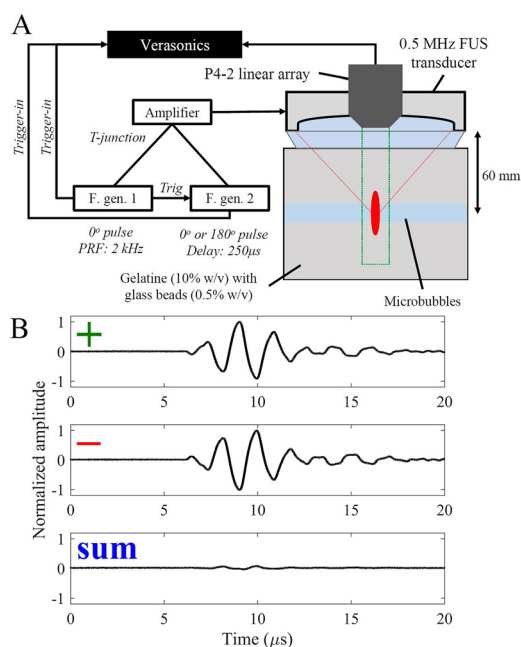 A
Verasonics
0.5 MHz FUS
transducer
P4-2 linear array
Trigger-in
Trigger-in
Amplifier
T-junction
60 mm
F. gen. 1
Trig
F. gen. 2
0º pulse
PRF: 2 kHz
0º or 180º pulse
Delay: 250µs
Gelatine (10% w/v) with
glass beads (0.5% w/v)
Microbubbles
B
Normalized amplitude
+
1
0
-1
0 5 10 15 20
−
1
0
-1
0 5 10 15 20
sum
1
0
-1
0 5 10 15 20
Time (µs)